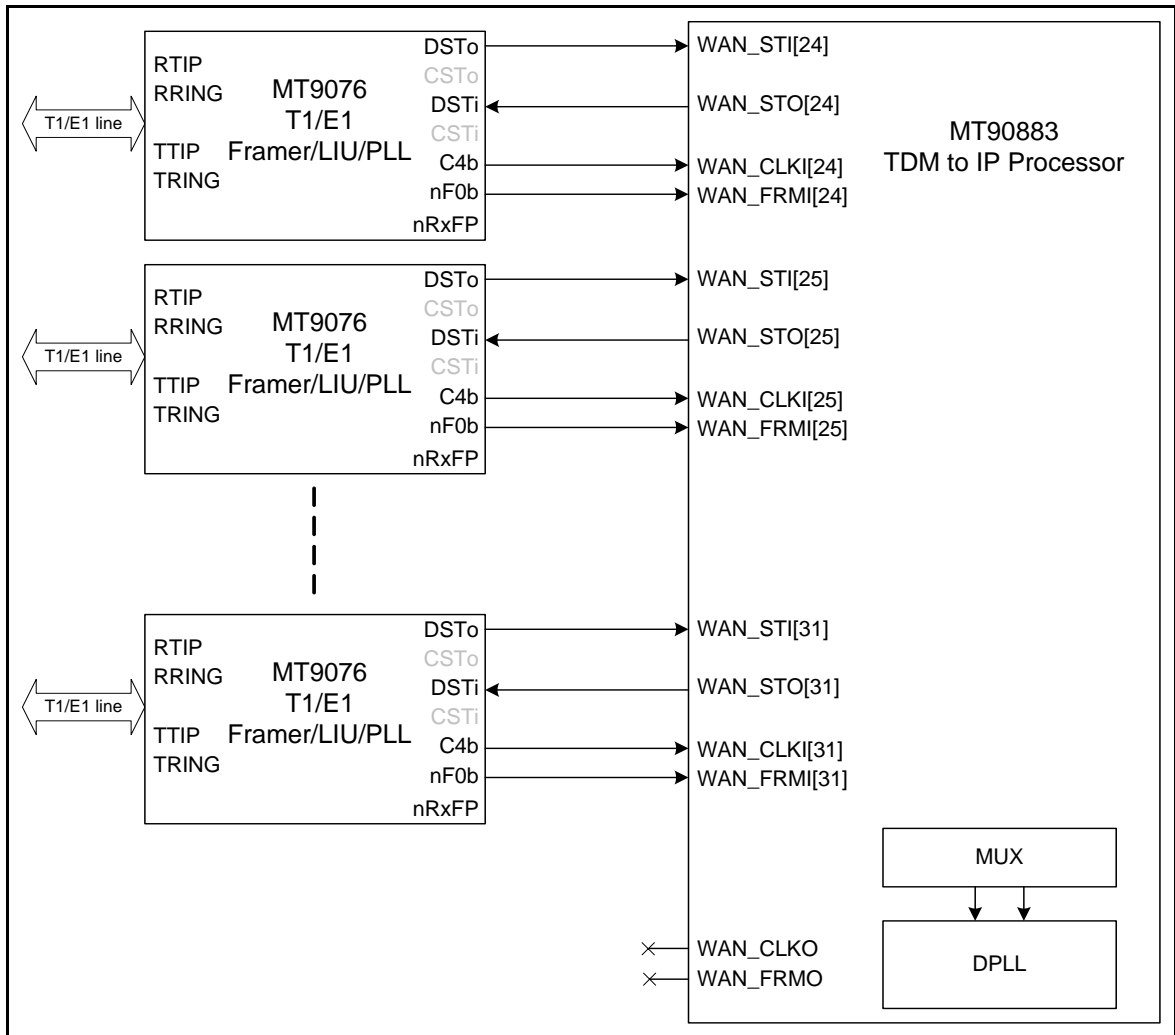 T1/E1 line
RTIP
RRING
TTIP
TRING
MT9076
T1/E1
Framer/LIU/PLL
DSTo
CSTo
DSTi
CSTi
C4b
nF0b
nRxFP
WAN_STI[24]
WAN_STO[24]
WAN_CLKI[24]
WAN_FRMI[24]
MT90883
TDM to IP Processor
T1/E1 line
RTIP
RRING
TTIP
TRING
MT9076
T1/E1
Framer/LIU/PLL
DSTo
CSTo
DSTi
CSTi
C4b
nF0b
nRxFP
WAN_STI[25]
WAN_STO[25]
WAN_CLKI[25]
WAN_FRMI[25]
T1/E1 line
RTIP
RRING
TTIP
TRING
MT9076
T1/E1
Framer/LIU/PLL
DSTo
CSTo
DSTi
CSTi
C4b
nF0b
nRxFP
WAN_STI[31]
WAN_STO[31]
WAN_CLKI[31]
WAN_FRMI[31]
MUX
DPLL
WAN_CLKO
WAN_FRMO